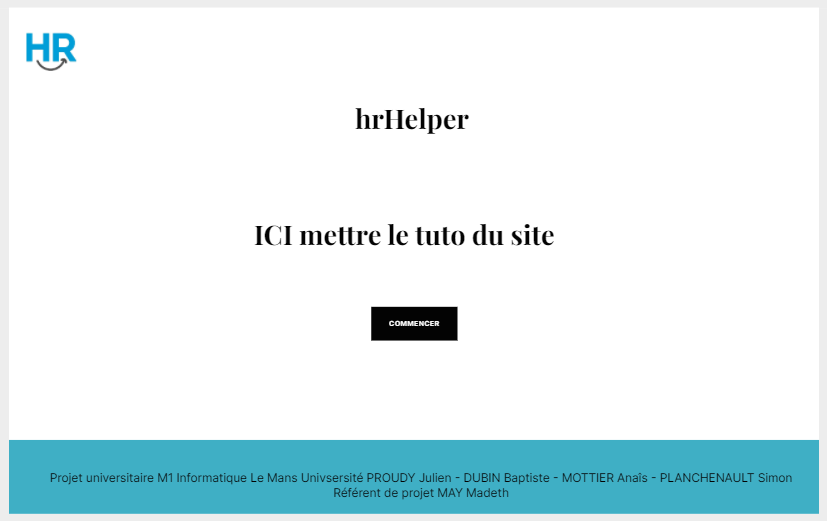 HR
hrHelper
ICI mettre le tuto du site
COMMENCER
Projet universitaire M1 Informatique Le Mans Univsersité PROUDY Julien - DUBIN Baptiste - MOTTIER Anaîs - PLANCHENAULT Simon
Référent de projet MAY Madeth